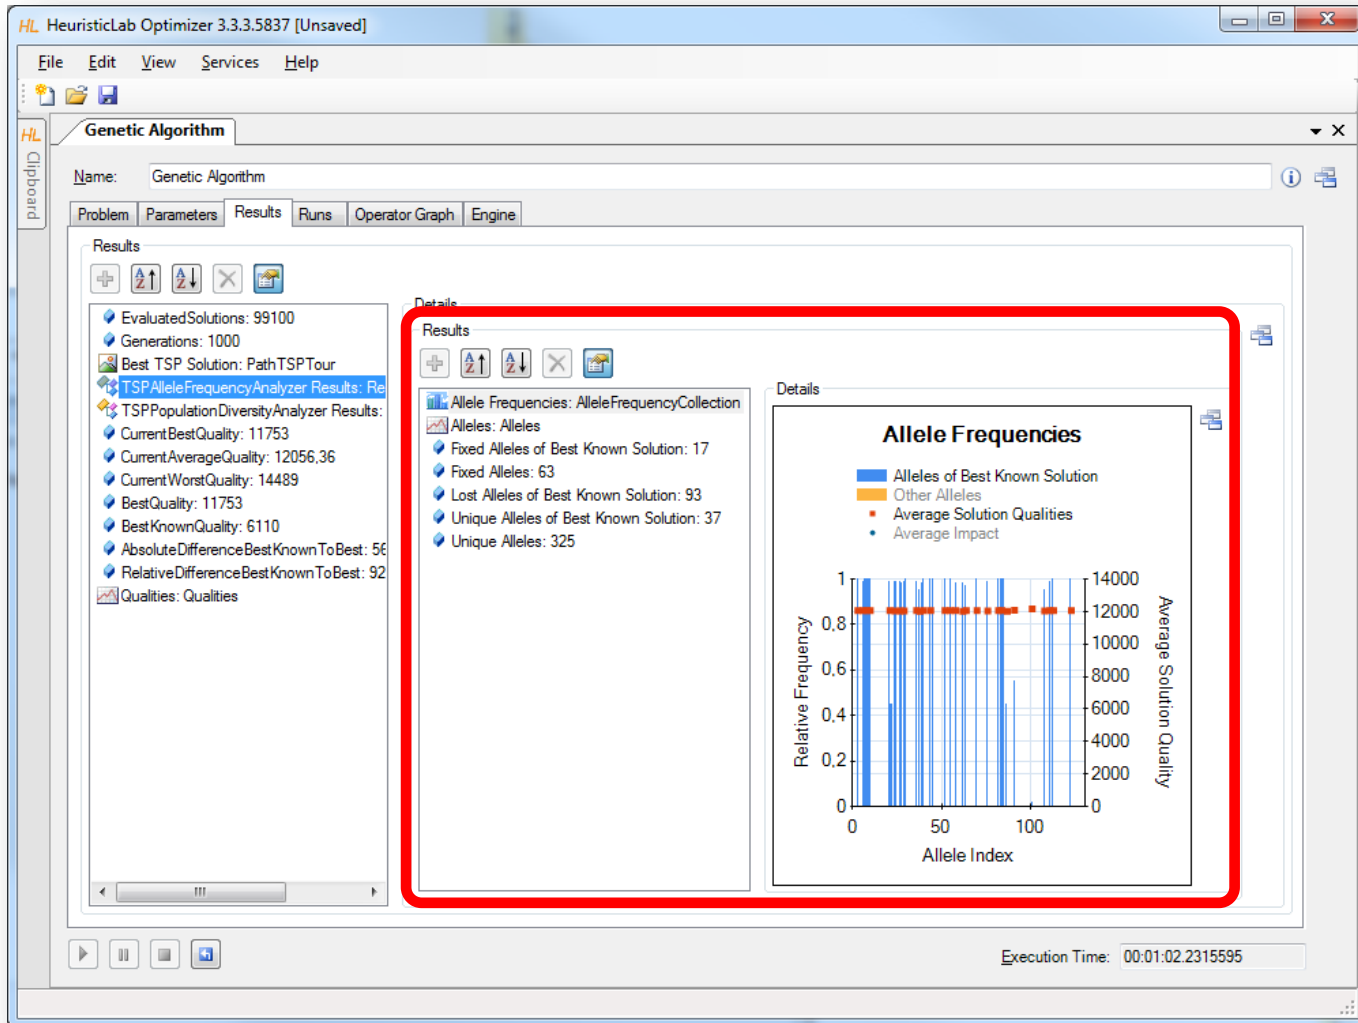 HL HeuristicLab Optimizer 3.3.3.5837 [Unsaved]
File Edit View Services Help
HL Clipboard
Genetic Algorithm
Name: Genetic Algorithm
Problem Parameters Results Runs Operator Graph Engine
Results
EvaluatedSolutions: 99100
Generations: 1000
Best TSP Solution: PathTSPTour
TSPAlleleFrequencyAnalyzer Results: Re
TSPPopulationDiversityAnalyzer Results:
CurrentBestQuality: 11753
CurrentAverageQuality: 12056,36
CurrentWorstQuality: 14489
BestQuality: 11753
BestKnownQuality: 6110
AbsoluteDifferenceBestKnownToBest: 56
RelativeDifferenceBestKnownToBest: 92
Qualities: Qualities
Details
Results
Allele Frequencies: AlleleFrequencyCollection
Alleles: Alleles
Fixed Alleles of Best Known Solution: 17
Fixed Alleles: 63
Lost Alleles of Best Known Solution: 93
Unique Alleles of Best Known Solution: 37
Unique Alleles: 325
Details
Allele Frequencies
Alleles of Best Known Solution
Other Alleles
Average Solution Qualities
Average Impact
Relative Frequency
1
0,8
0,6
0,4
0,2
0
14000
12000
10000
8000
6000
4000
2000
0
Average Solution Quality
0 50 100
Allele Index
Execution Time: 00:01:02.2315595